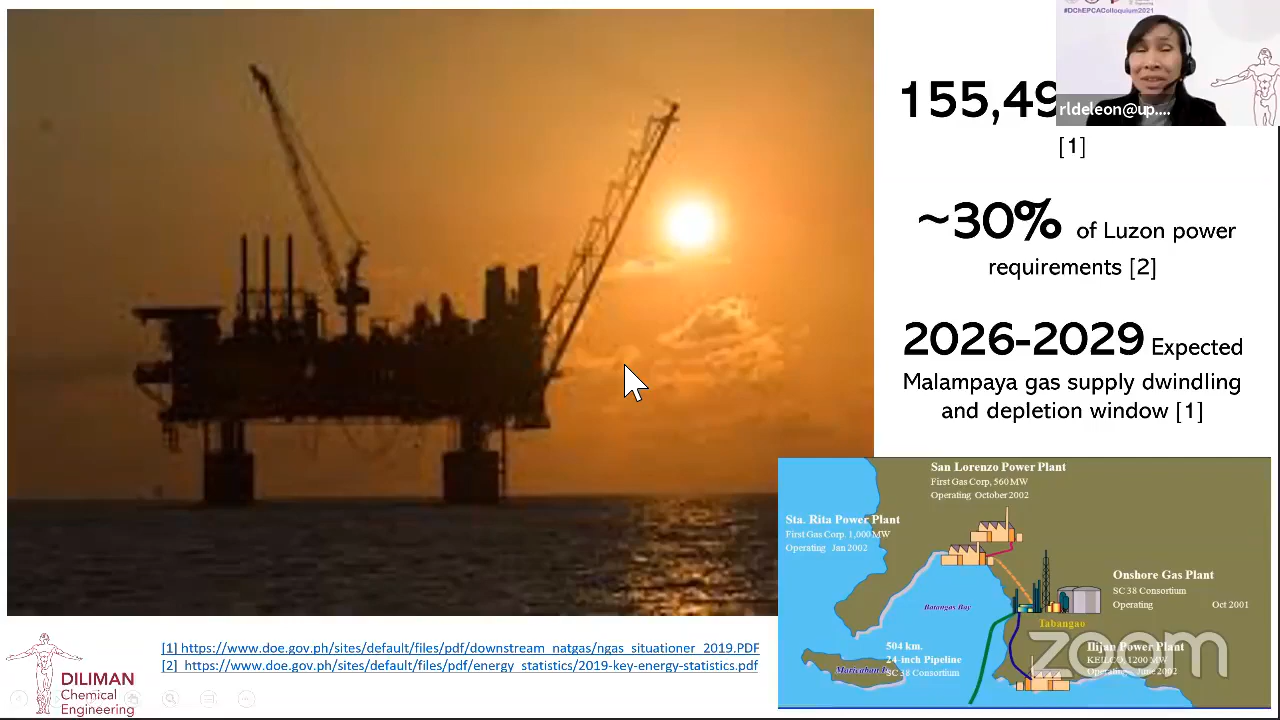 #DChEPCAColloquium2021
rldeleon@up....
155,49
[1]
~30% of Luzon power
requirements [2]
2026-2029 Expected
Malampaya gas supply dwindling
and depletion window [1]
San Lorenzo Power Plant
First Gas Corp, 560 MW
Operating October 2002
Sta. Rita Power Plant
First Gas Corp. 1,000 MW
Operating Jan 2002
Onshore Gas Plant
SC 38 Consortium
Operating Oct 2001
Batangas Bay
Tabangao
504 km.
24-inch Pipeline
SC 38 Consortium
Ilijan Power Plant
KEILCO, 1200 MW
Operating, June 2002
zoom
[1] https://www.doe.gov.ph/sites/default/files/pdf/downstream_natgas/ngas_situationer_2019.PDF
[2] https://www.doe.gov.ph/sites/default/files/pdf/energy_statistics/2019-key-energy-statistics.pdf
DILIMAN
Chemical
Engineering